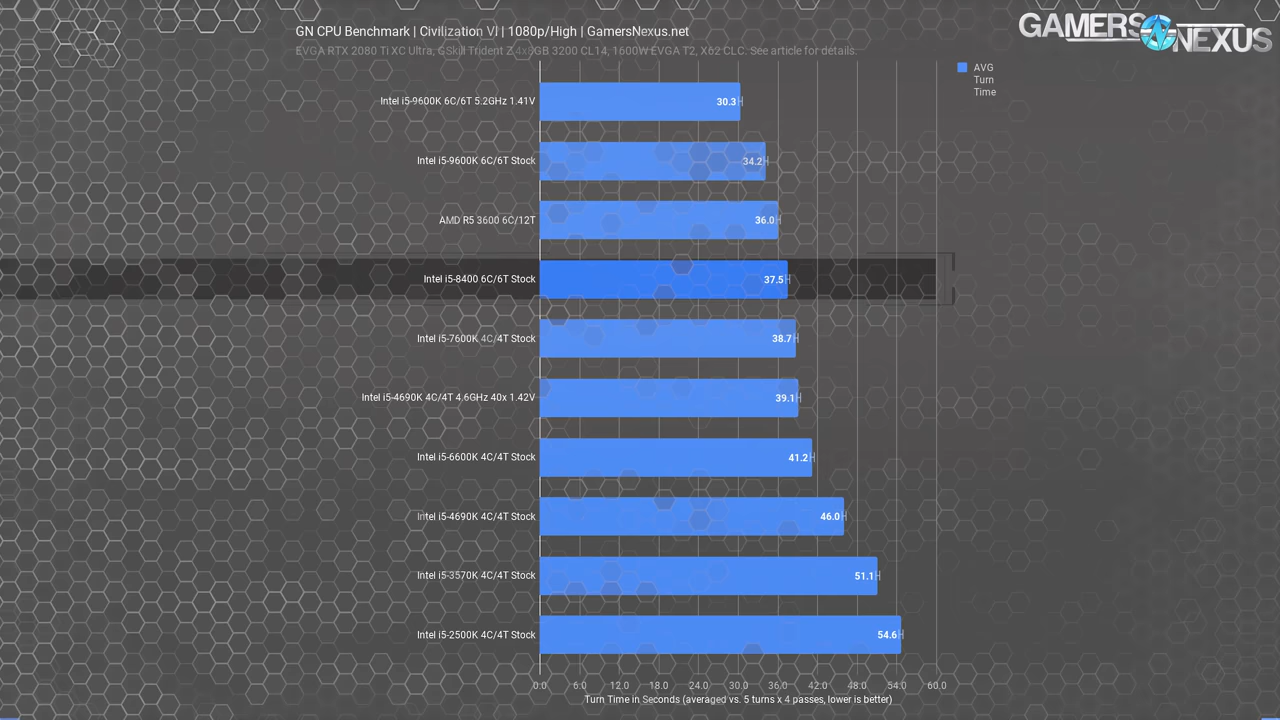 GN CPU Benchmark | Civilization VI | 1080p/High | GamersNexus.net
EVGA RTX 2080 Ti XC Ultra, GSkill Trident Z 4x8GB 3200 CL14, 1600W EVGA T2, X62 CLC. See article for details.
GAMERS NEXUS
AVG
Turn
Time
Intel i5-9600K 6C/6T 5.2GHz 1.41V 30.3
Intel i5-9600K 6C/6T Stock 34.2
AMD R5 3600 6C/12T 36.0
Intel i5-8400 6C/6T Stock 37.5
Intel i5-7600K 4C/4T Stock 38.7
Intel i5-4690K 4C/4T 4.6GHz 40x 1.42V 39.1
Intel i5-6600K 4C/4T Stock 41.2
Intel i5-4690K 4C/4T Stock 46.0
Intel i5-3570K 4C/4T Stock 51.1
Intel i5-2500K 4C/4T Stock 54.6
0.0 6.0 12.0 18.0 24.0 30.0 36.0 42.0 48.0 54.0 60.0
Turn Time in Seconds (averaged vs. 5 turns x 4 passes, lower is better)